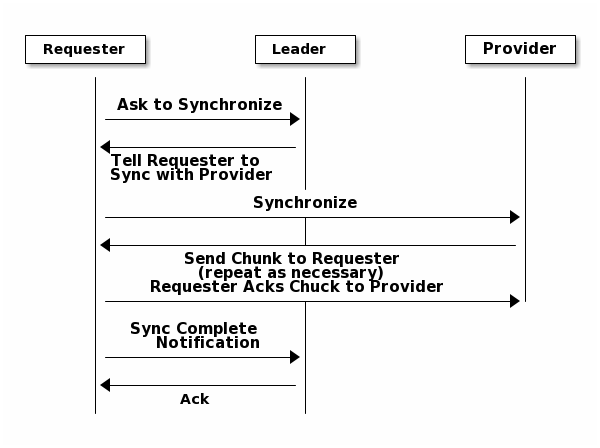 Requester
Leader
Provider
Ask to Synchronize
Tell Requester to
Sync with Provider
Synchronize
Send Chunk to Requester
(repeat as necessary)
Requester Acks Chuck to Provider
Sync Complete
Notification
Ack